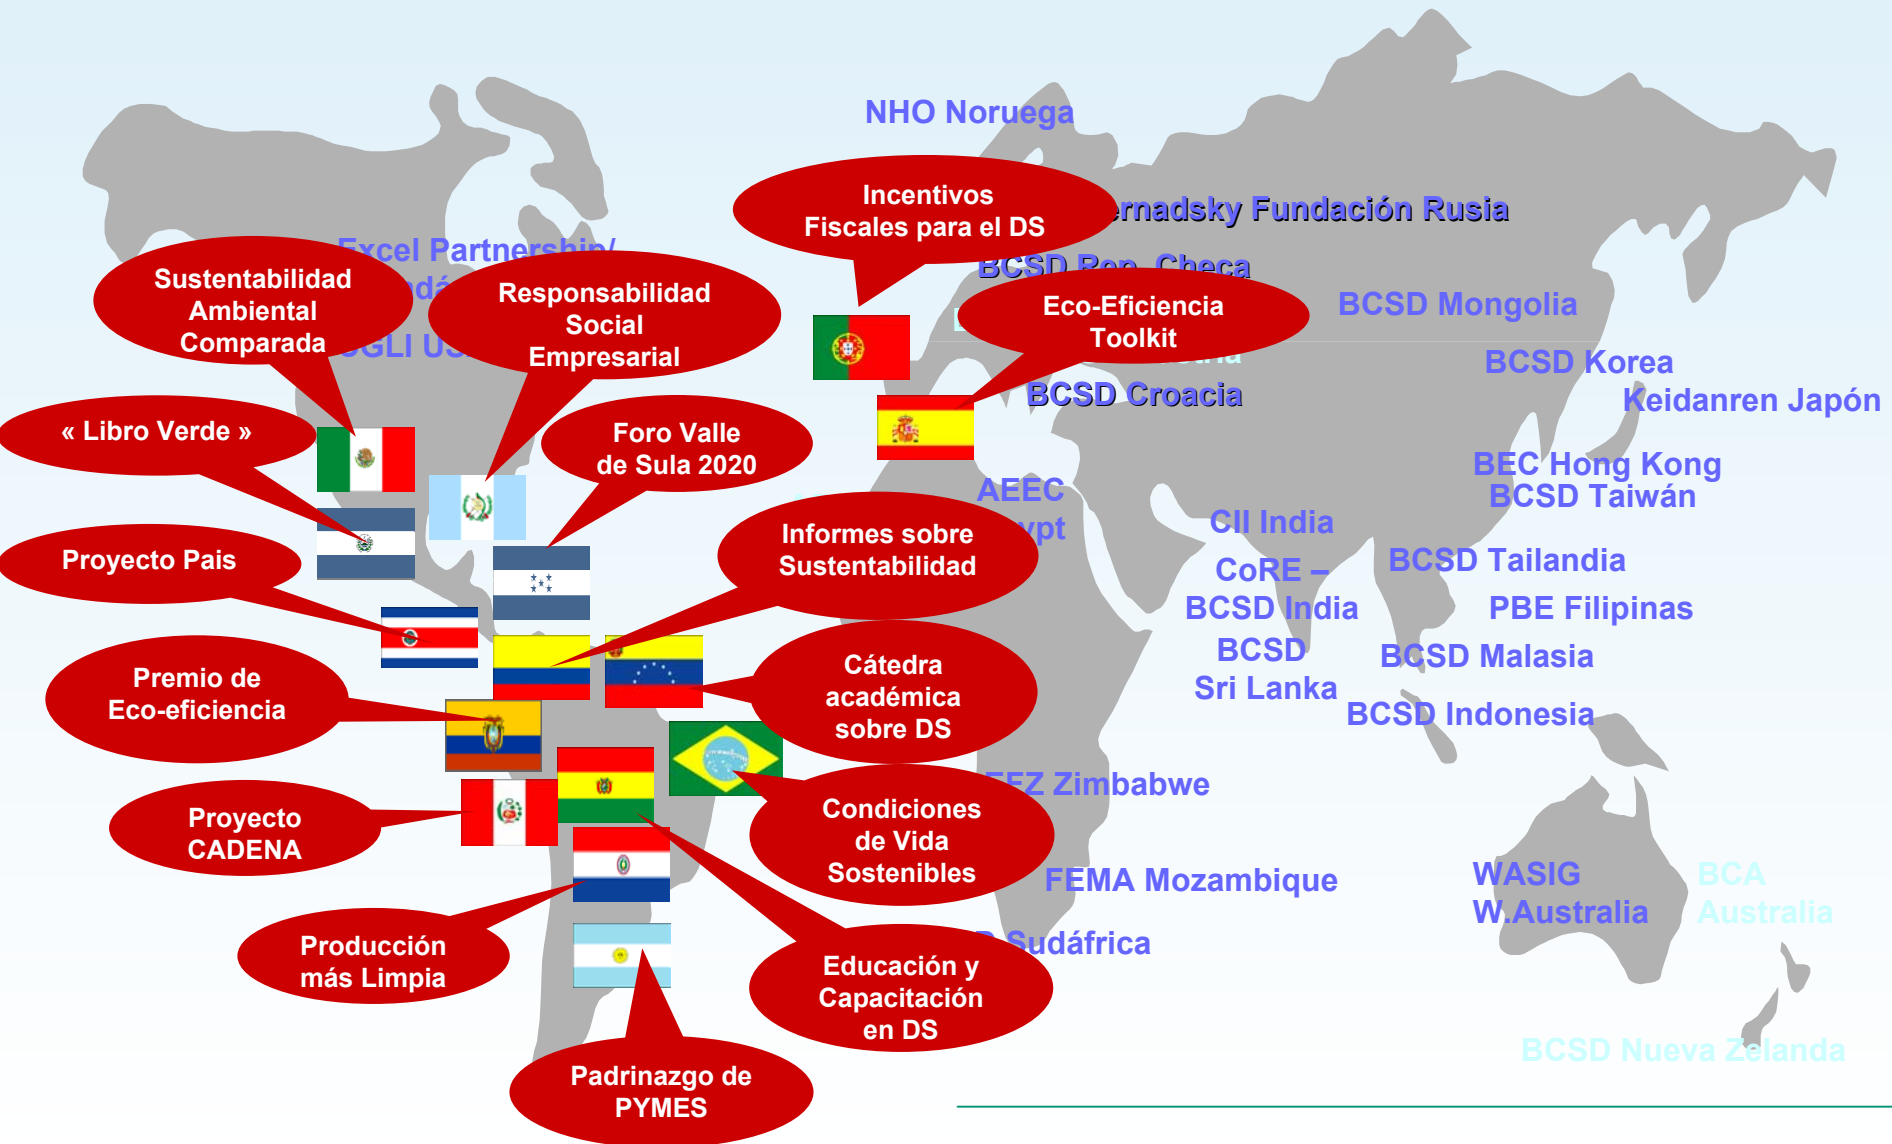 NHO Noruega
Incentivos
Fiscales para el DS
Fundación Rusia
Excel Partnership/
BCSD Rep. Checa
Sustentabilidad
Ambiental
Comparada
Responsabilidad
Social
Empresarial
Eco-Eficiencia
Toolkit
BCSD Mongolia
BCSD Korea
Keidanren Japón
BCSD Croacia
« Libro Verde »
Foro Valle
de Sula 2020
BEC Hong Kong
BCSD Taiwán
AEEC
Informes sobre
Sustentabilidad
CII India
Proyecto Pais
CoRE –
BCSD India
BCSD Tailandia
PBE Filipinas
BCSD
Sri Lanka
BCSD Malasia
Premio de
Eco-eficiencia
Cátedra
académica
sobre DS
BCSD Indonesia
Zimbabwe
Proyecto
CADENA
Condiciones
de Vida
Sostenibles
FEMA Mozambique
WASIG
W.Australia
BCA
Australia
Producción
más Limpia
Sudáfrica
Educación y
Capacitación
en DS
BCSD Nueva Zelanda
Padrinazgo de
PYMES